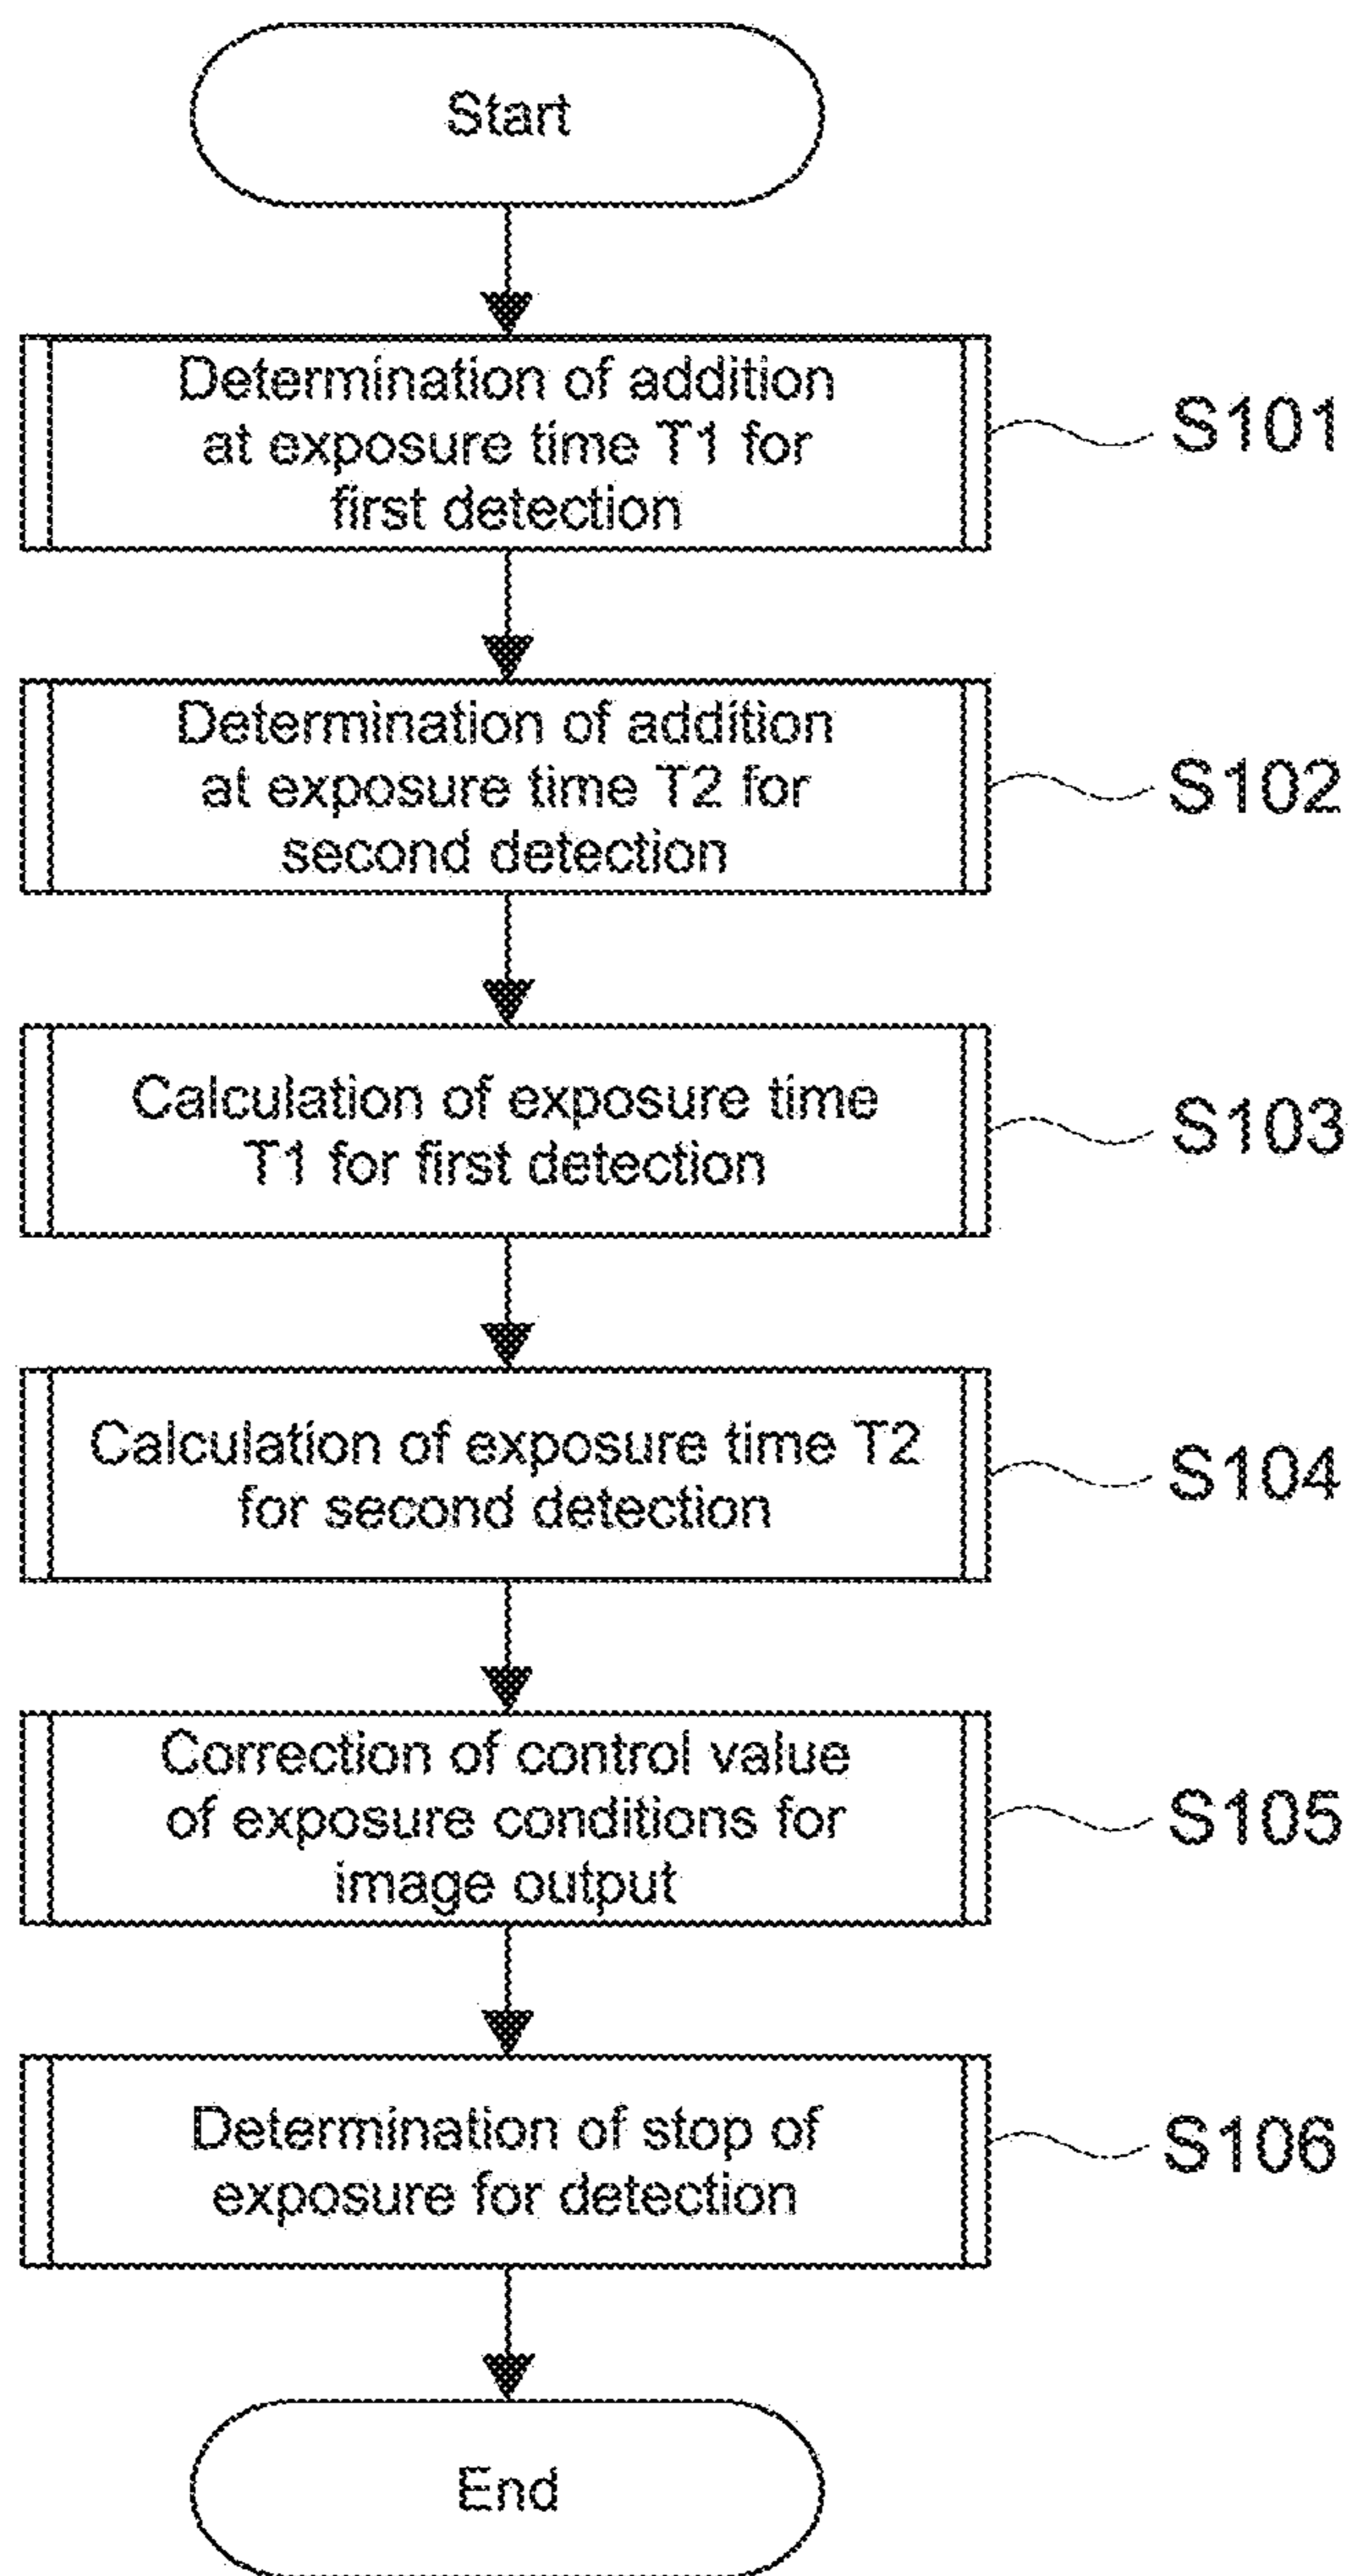 Start
Determination of addition
at exposure time T1 for
first detection
S101
Determination of addition
at exposure time T2 for
second detection
S102
Calculation of exposure time
T1 for first detection
S103
Calculation of exposure time T2
for second detection
S104
Correction of control value
of exposure conditions for
image output
S105
Determination of stop of
exposure for detection
S106
End